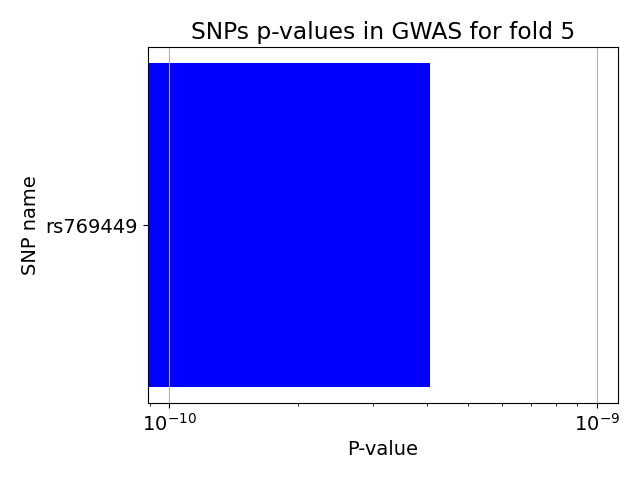 SNPs p-values in GWAS for fold 5
SNP name
rs769449
10⁻¹⁰
10⁻⁹
P-value